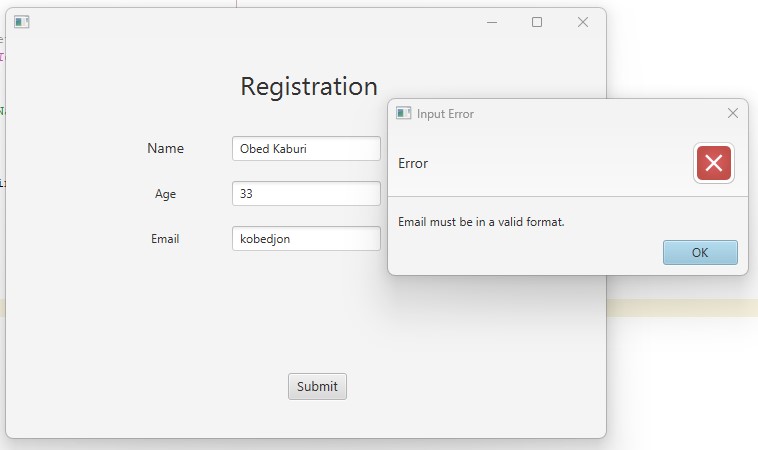 Registration
Input Error
Name
Obed Kaburi
Error
Age
33
Email
kobedjon
Email must be in a valid format.
OK
Submit